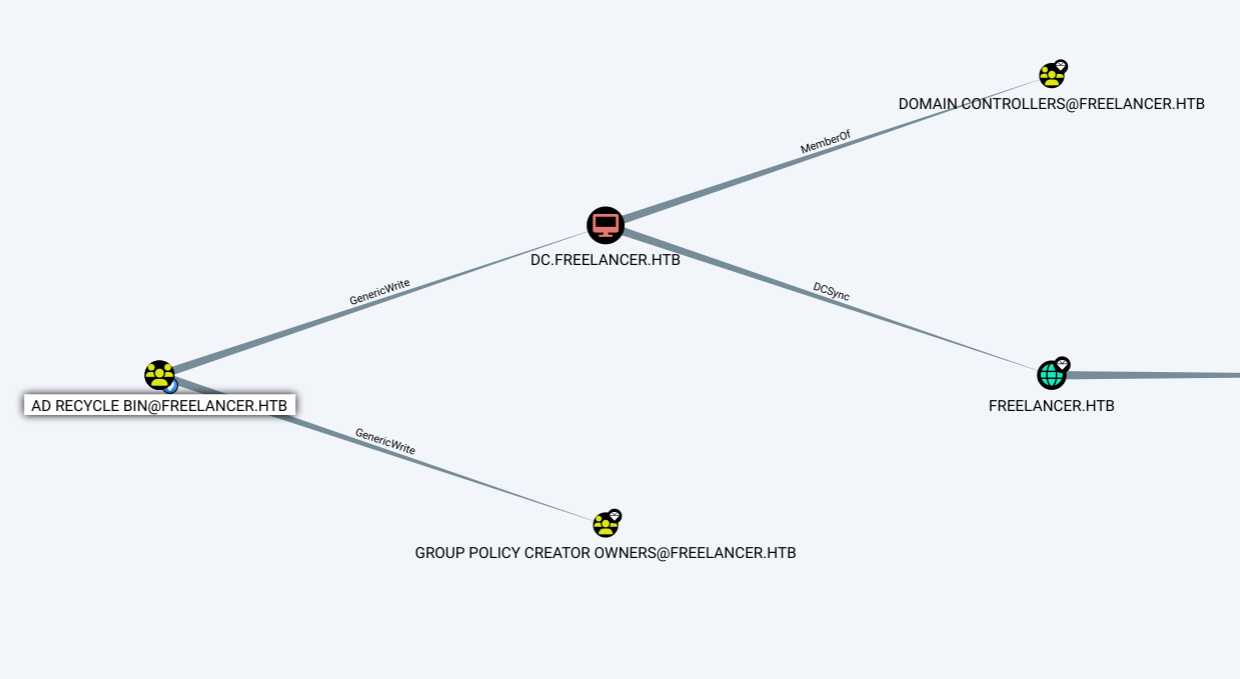 DOMAIN CONTROLLERS@FREELANCER.HTB
MemberOf
DC.FREELANCER.HTB
GenericWrite
DCSync
AD RECYCLE BIN@FREELANCER.HTB
FREELANCER.HTB
GenericWrite
GROUP POLICY CREATOR OWNERS@FREELANCER.HTB